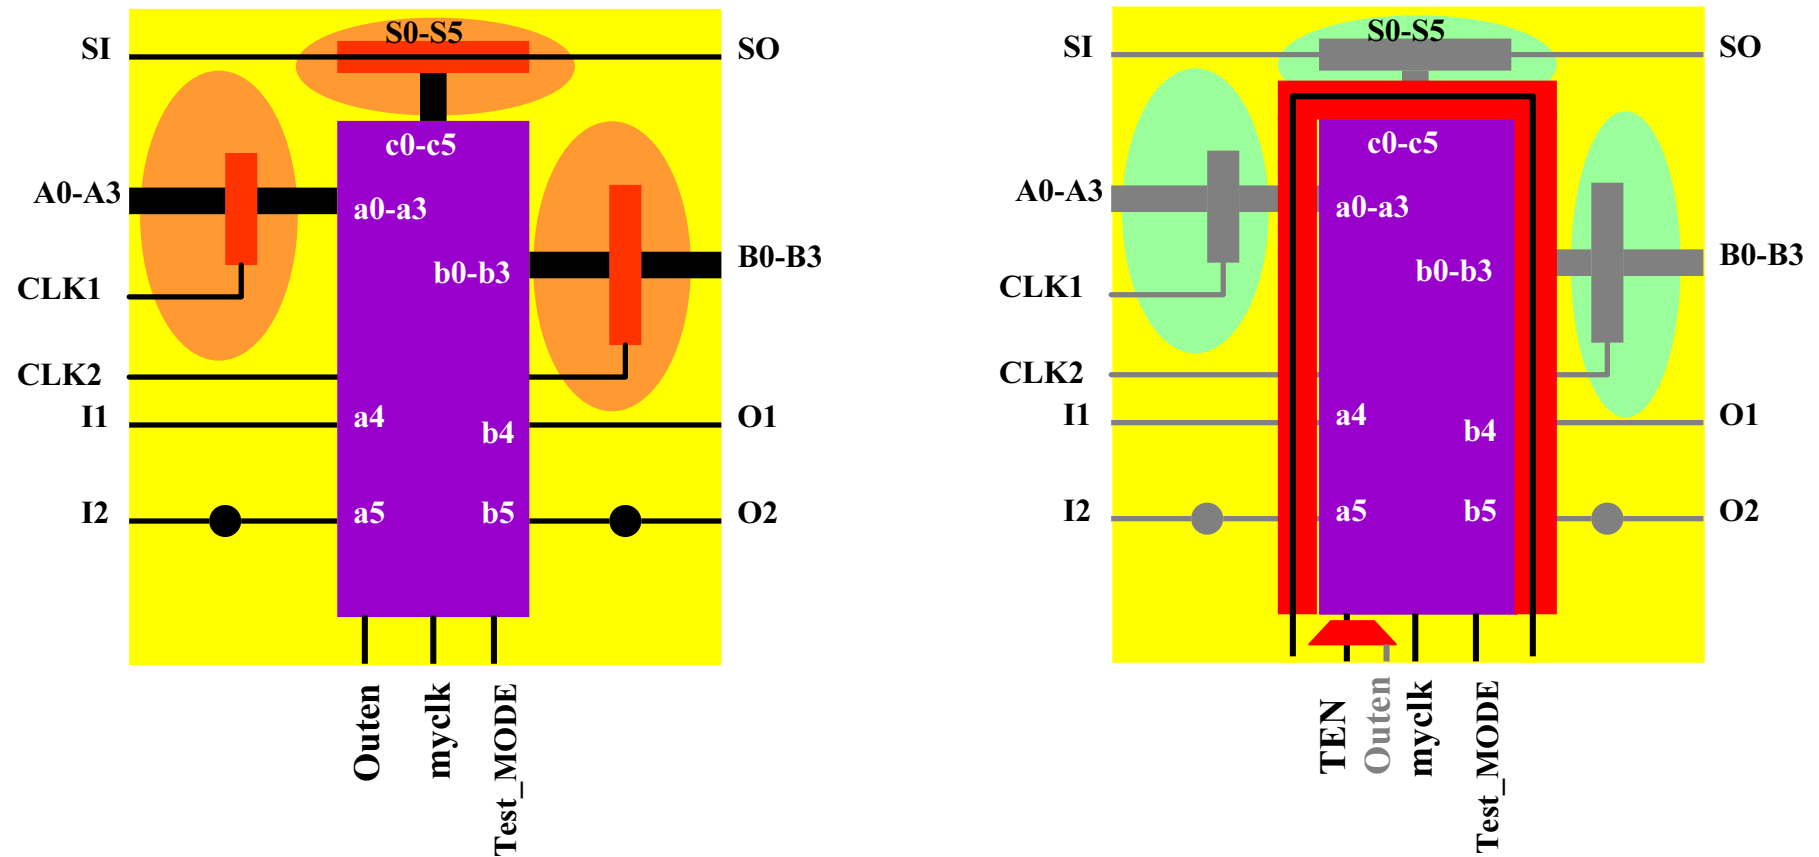 S0-S5
SI
SO
c0-c5
A0-A3
a0-a3
b0-b3
B0-B3
CLK1
CLK2
I1
a4
b4
O1
I2
a5
b5
O2
Outen
myclk
Test_MODE
S0-S5
SI
SO
c0-c5
A0-A3
a0-a3
b0-b3
B0-B3
CLK1
CLK2
I1
a4
b4
O1
I2
a5
b5
O2
TEN
Outen
myclk
Test_MODE